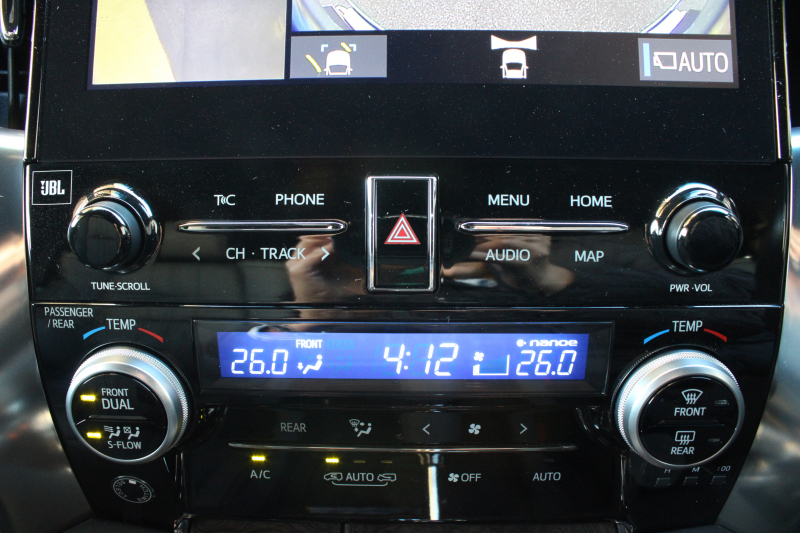 AUTO
JBL
T C PHONE
MENU HOME
< CH · TRACK >
AUDIO MAP
TUNE·SCROLL
PWR·VOL
PASSENGER
/ REAR
TEMP
TEMP
FRONT
nanoe
26.0
4:12
26.0
FRONT
DUAL
S-FLOW
REAR
< >
FRONT
REAR
A/C
AUTO
OFF
AUTO
H M :00